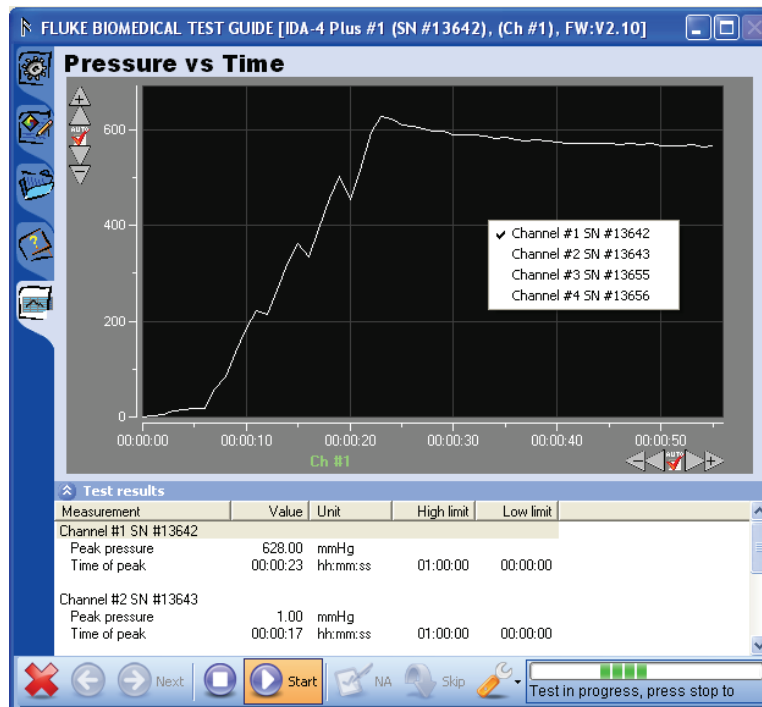 FLUKE BIOMEDICAL TEST GUIDE [IDA-4 Plus #1 (SN #13642), (Ch #1), FW:V2.10]
Pressure vs Time
AUTO
600
400
200
0
✔ Channel #1 SN #13642
Channel #2 SN #13643
Channel #3 SN #13655
Channel #4 SN #13656
00:00:00 00:00:10 00:00:20 00:00:30 00:00:40 00:00:50
Ch #1
AUTO
Test results
Measurement Value Unit High limit Low limit
Channel #1 SN #13642
Peak pressure 628.00 mmHg
Time of peak 00:00:23 hh:mm:ss 01:00:00 00:00:00
Channel #2 SN #13643
Peak pressure 1.00 mmHg
Time of peak 00:00:17 hh:mm:ss 01:00:00 00:00:00
Next Start NA Skip
Test in progress, press stop to